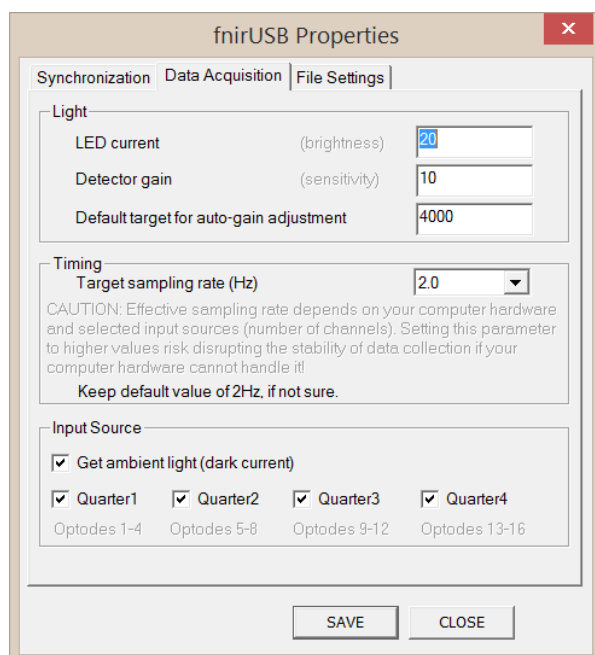 fnirUSB Properties
Synchronization Data Acquisition File Settings
Light
LED current (brightness) 20
Detector gain (sensitivity) 10
Default target for auto-gain adjustment 4000
Timing
Target sampling rate (Hz) 2.0
CAUTION: Effective sampling rate depends on your computer hardware
and selected input sources (number of channels). Setting this parameter
to higher values risk disrupting the stability of data collection if your
computer hardware cannot handle it!
Keep default value of 2Hz, if not sure.
Input Source
Get ambient light (dark current)
Quarter1 Quarter2 Quarter3 Quarter4
Optodes 1-4 Optodes 5-8 Optodes 9-12 Optodes 13-16
SAVE CLOSE